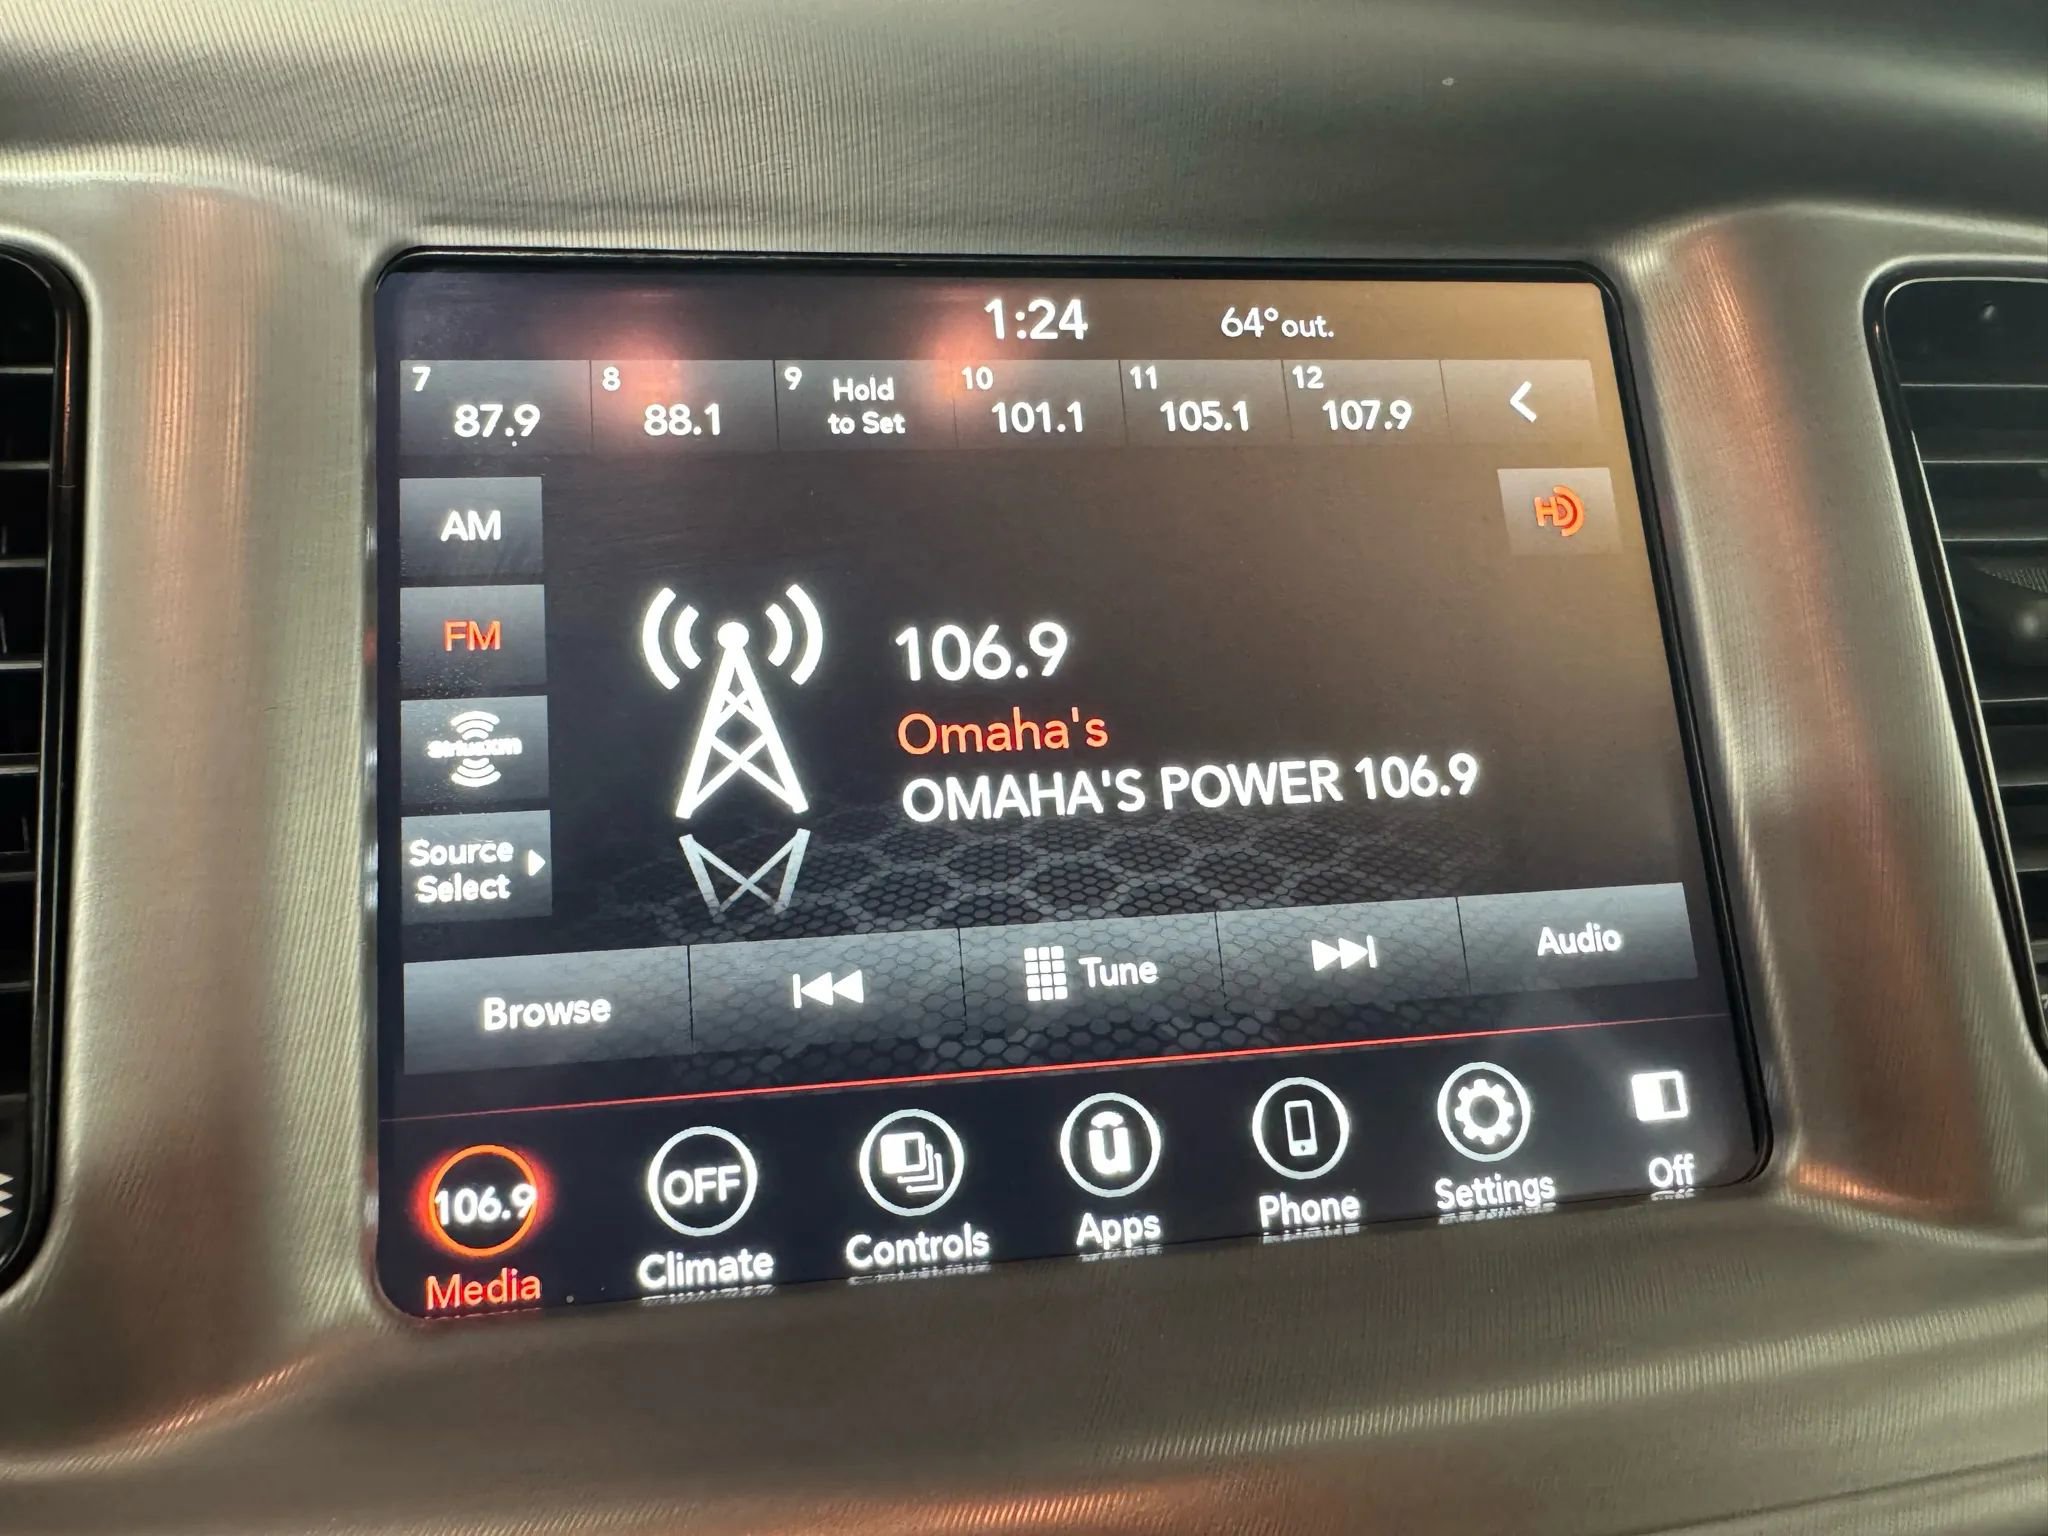 1:24 64° out.
7 8 9 Hold 10 11 12
87.9 88.1 to Set 101.1 105.1 107.9
AM
HD
FM
106.9
siriusxm
Omaha's
OMAHA'S POWER 106.9
Source
Select
Browse Tune Audio
106.9 OFF u
Media Climate Controls Apps Phone Settings Off